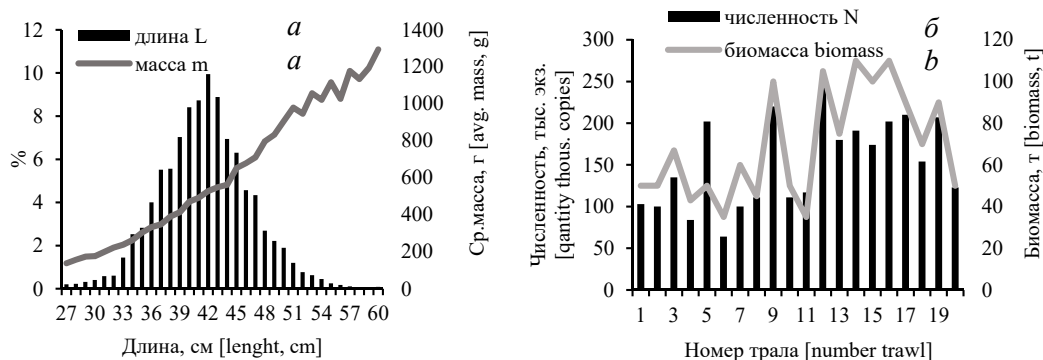 длина L
масса m
а
a
%
12
10
8
6
4
2
0
1400
1200
1000
800
600
400
200
0
Ср.масса, г [avg. mass, g]
27 30 33 36 39 42 45 48 51 54 57 60
Длина, см [lenght, cm]
численность N
биомасса biomass
б
b
Численность, тыс. экз.
[qantity thous. copies]
300
250
200
150
100
50
0
120
100
80
60
40
20
0
Биомасса, т [biomass, t]
1 3 5 7 9 11 13 15 17 19
Номер трала [number trawl]